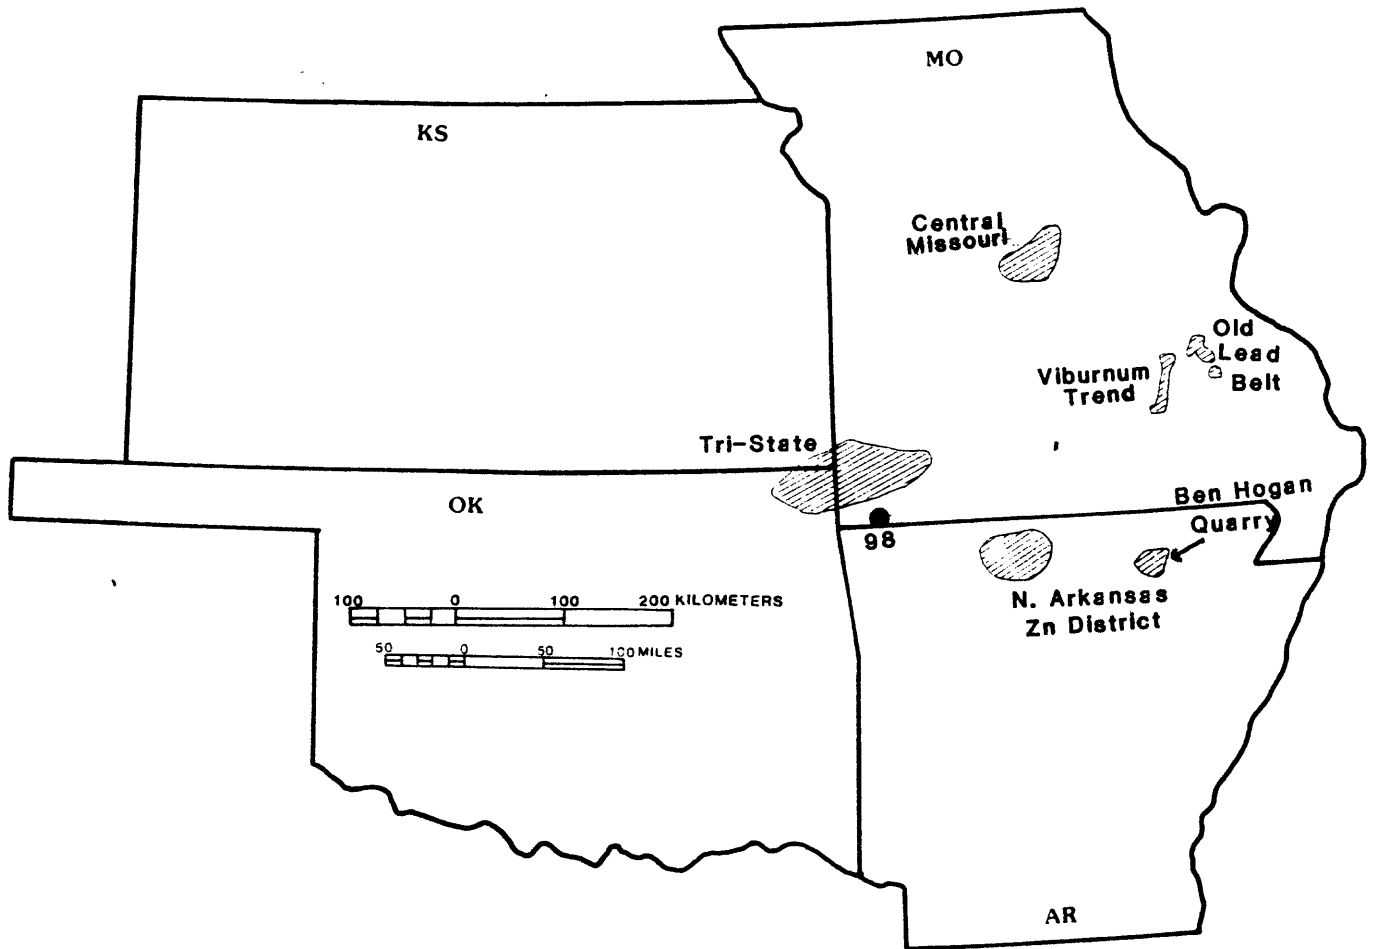 MO
KS
Central
Missouri
Old
Lead
Belt
Viburnum
Trend
Tri-State
OK
Ben Hogan
Quarry
98
100 0 100 200 KILOMETERS
50 0 50 100 MILES
N. Arkansas
Zn District
AR